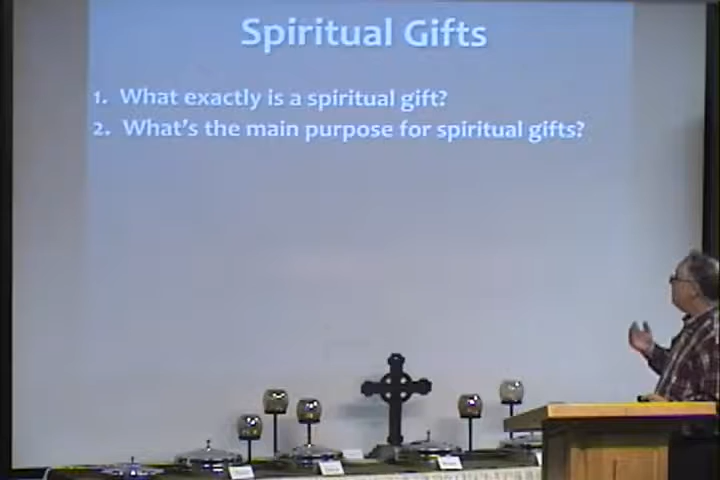 Spiritual Gifts
1. What exactly is a spiritual gift?
2. What's the main purpose for spiritual gifts?